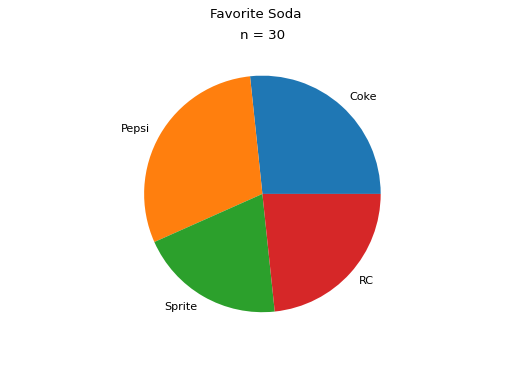 Favorite Soda
n = 30
Coke
Pepsi
Sprite
RC